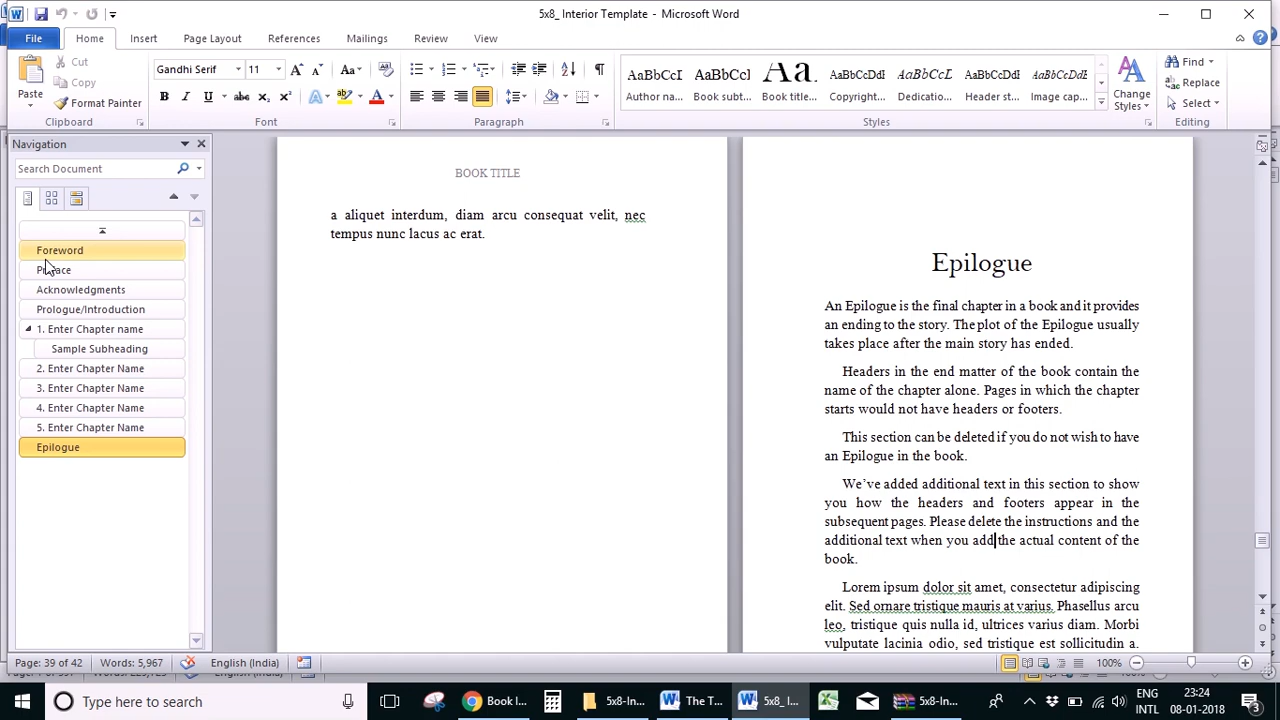 5x8_ Interior Template - Microsoft Word
File Home Insert Page Layout References Mailings Review View
Paste
Cut
Copy
Format Painter
Clipboard
Gandhi Serif 11
Font
Paragraph
AaBbCcI AaBbCcI Aa. AaBbCcDdI AaBbCcD. AaBbCcDdI AaBbCcDdI
Author na... Book subt... Book title... Copyright... Dedicatio... Header st... Image cap...
Styles
Change
Styles
Find
Replace
Select
Editing
Navigation
Search Document
Foreword
Preface
Acknowledgments
Prologue/Introduction
1. Enter Chapter name
Sample Subheading
2. Enter Chapter Name
3. Enter Chapter Name
4. Enter Chapter Name
5. Enter Chapter Name
Epilogue
BOOK TITLE
a aliquet interdum, diam arcu consequat velit, nec
tempus nunc lacus ac erat.
Epilogue
An Epilogue is the final chapter in a book and it provides
an ending to the story. The plot of the Epilogue usually
takes place after the main story has ended.
Headers in the end matter of the book contain the
name of the chapter alone. Pages in which the chapter
starts would not have headers or footers.
This section can be deleted if you do not wish to have
an Epilogue in the book.
We've added additional text in this section to show
you how the headers and footers appear in the
subsequent pages. Please delete the instructions and the
additional text when you add the actual content of the
book.
Lorem ipsum dolor sit amet, consectetur adipiscing
elit. Sed ornare tristique mauris at varius. Phasellus arcu
leo, tristique quis nulla id, ultrices varius diam. Morbi
vulputate lacinia odio, sed tristique est sollicitudin a.
Page: 39 of 42 Words: 5,967 English (India) 100%
Type here to search
Book I... 5x8-In... The T... 5x8_ I... 5x8-In...
ENG
INTL
23:24
08-01-2018